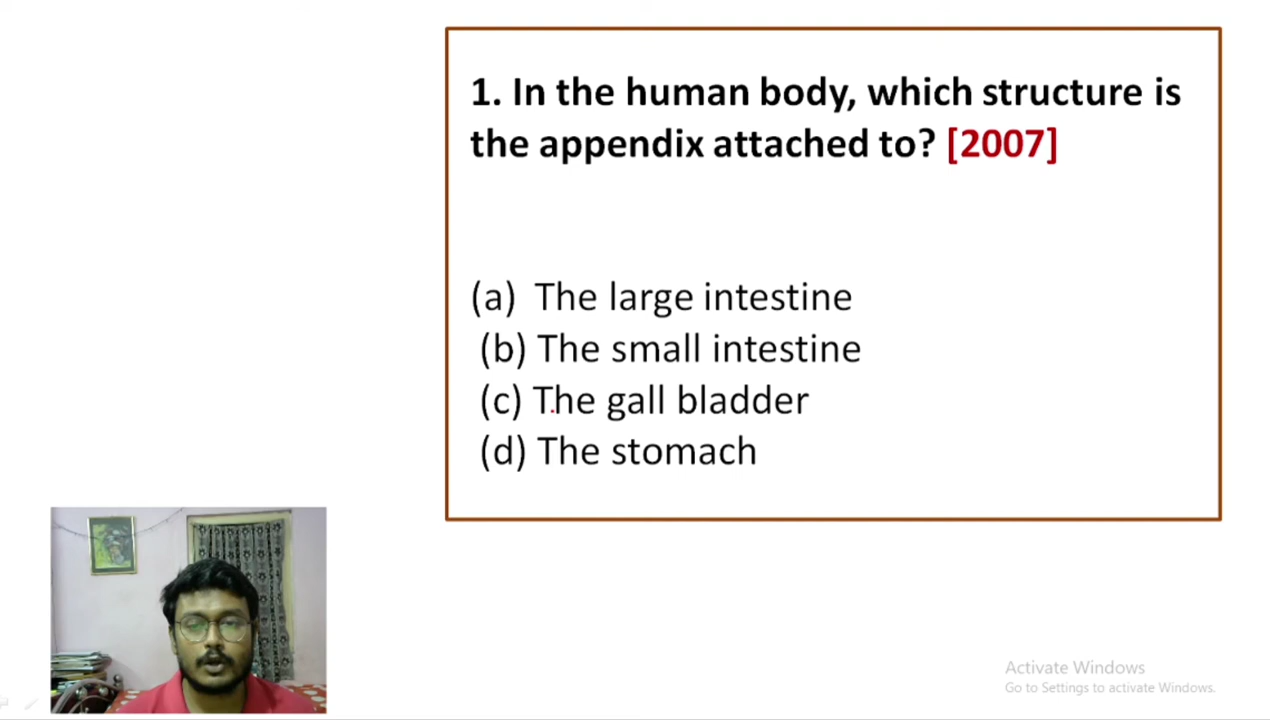 1. In the human body, which structure is
the appendix attached to? [2007]
(a) The large intestine
(b) The small intestine
(c) The gall bladder
(d) The stomach
Activate Windows
Go to Settings to activate Windows.